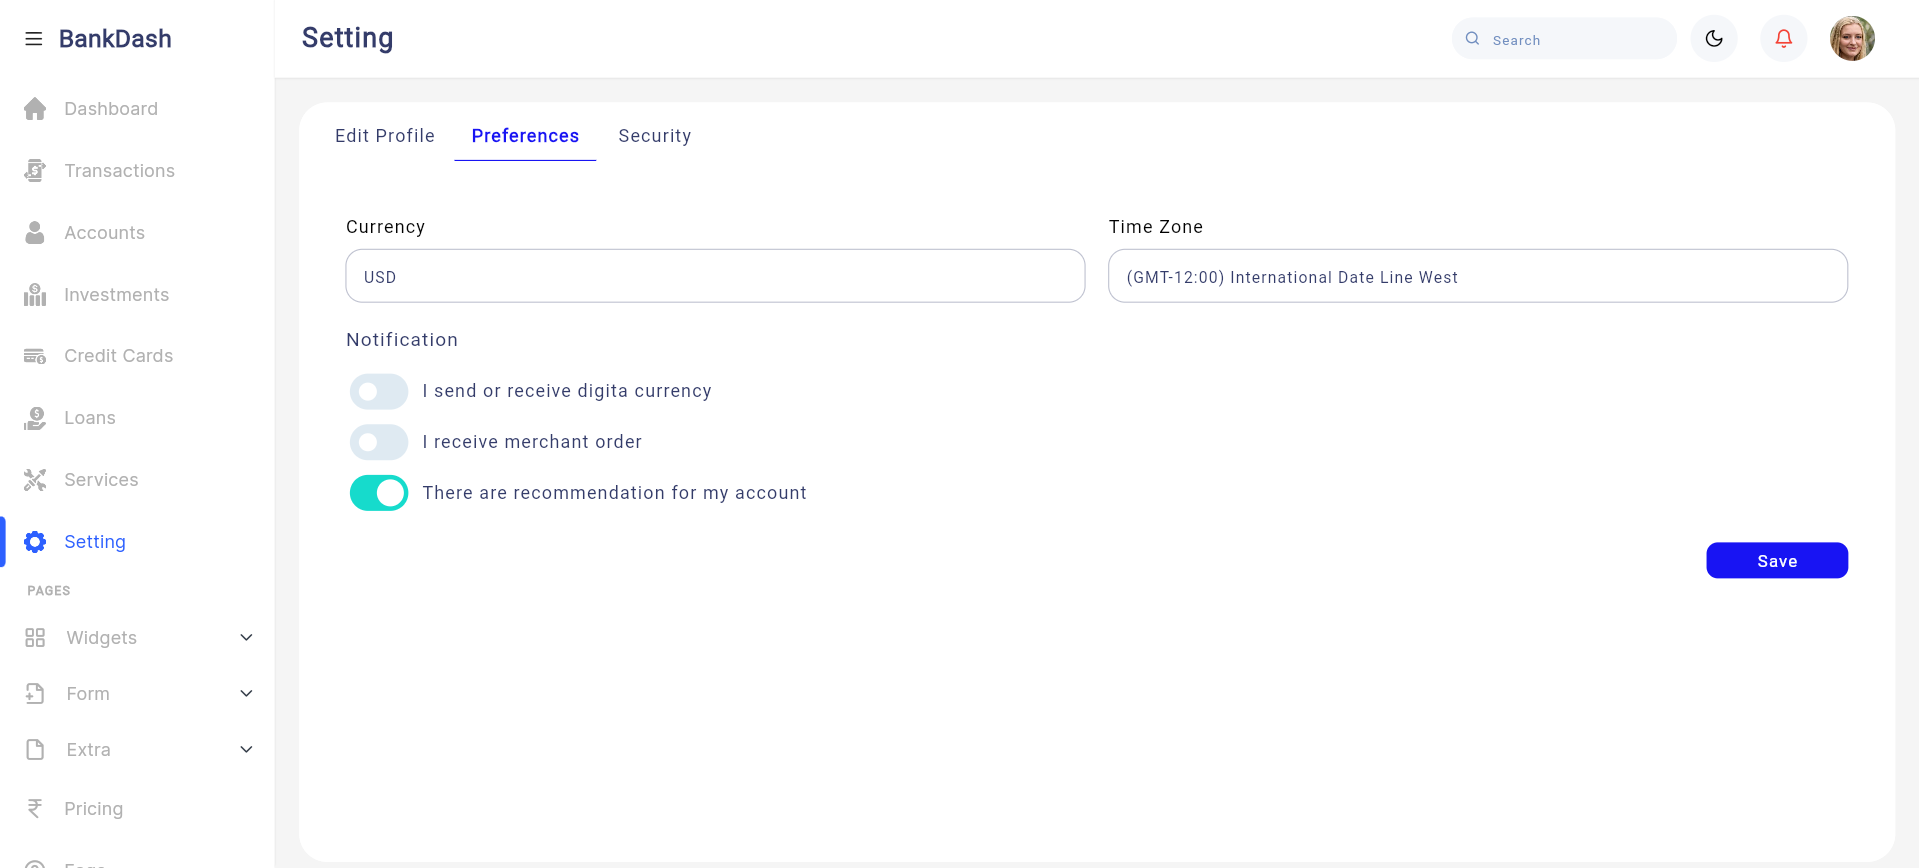 BankDash
Setting
Search
Dashboard
Transactions
Accounts
Investments
Credit Cards
Loans
Services
Setting
PAGES
Widgets
Form
Extra
Pricing
Edit Profile Preferences Security
Currency
USD
Time Zone
(GMT-12:00) International Date Line West
Notification
I send or receive digita currency
I receive merchant order
There are recommendation for my account
Save